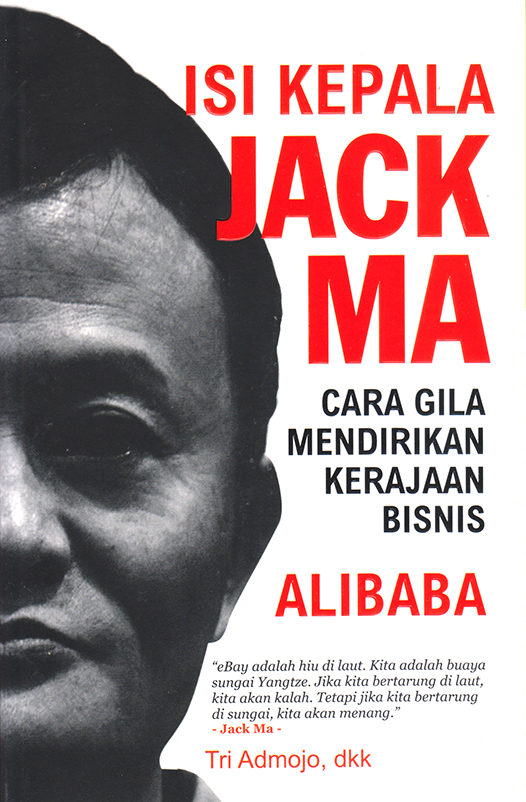 ISI KEPALA
JACK
MA
CARA GILA
MENDIRIKAN
KERAJAAN
BISNIS
ALIBABA
“eBay adalah hiu di laut. Kita adalah buaya
sungai Yangtze. Jika kita bertarung di laut,
kita akan kalah. Tetapi jika kita bertarung
di sungai, kita akan menang.”
- Jack Ma -
Tri Admojo, dkk